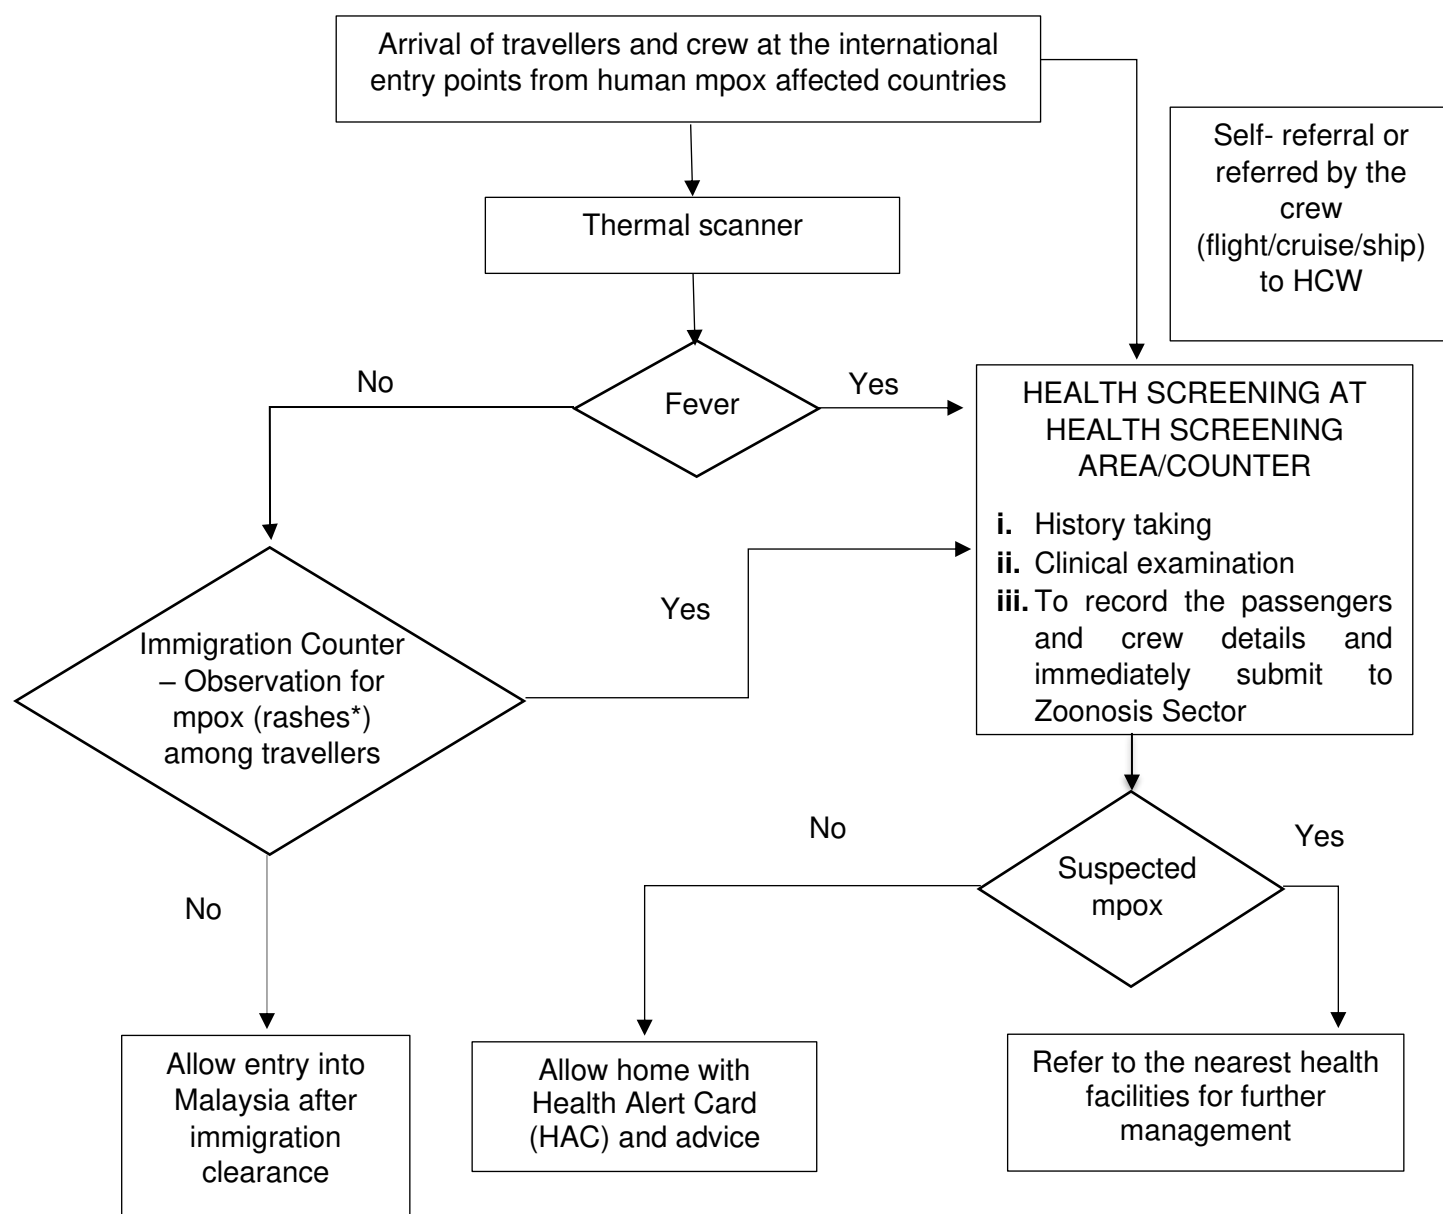 Arrival of travellers and crew at the international
entry points from human mpox affected countries
Self- referral or
referred by the
crew
(flight/cruise/ship)
to HCW
Thermal scanner
No
Fever
Yes
HEALTH SCREENING AT
HEALTH SCREENING
AREA/COUNTER
i. History taking
ii. Clinical examination
iii. To record the passengers
and crew details and
immediately submit to
Zoonosis Sector
Immigration Counter
– Observation for
mpox (rashes*)
among travellers
Yes
No
No
Suspected
mpox
Yes
Allow entry into
Malaysia after
immigration
clearance
Allow home with
Health Alert Card
(HAC) and advice
Refer to the nearest health
facilities for further
management